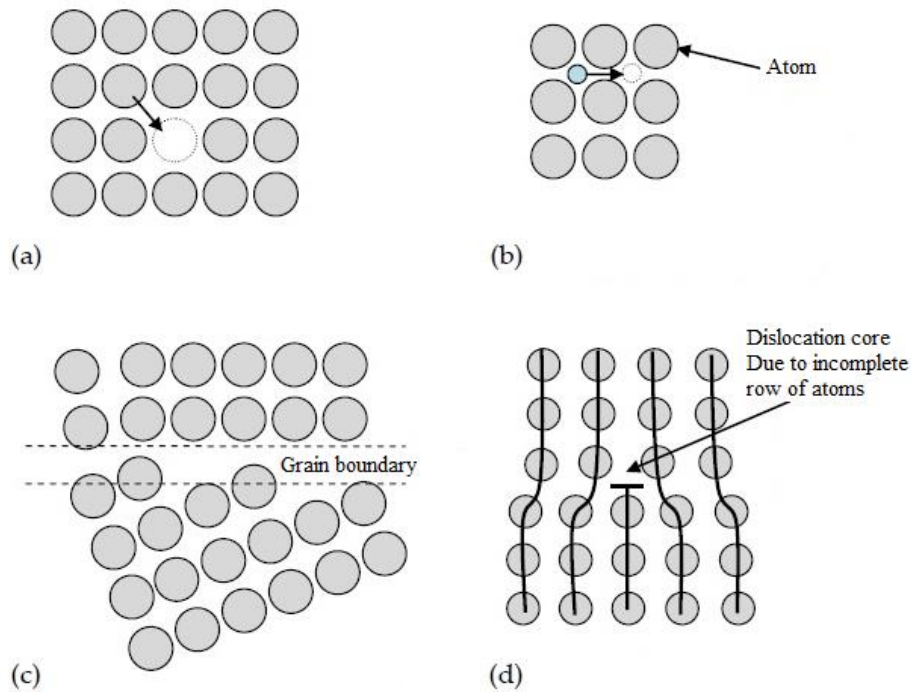 Atom
(a)
(b)
Dislocation core
Due to incomplete
row of atoms
Grain boundary
(c)
(d)